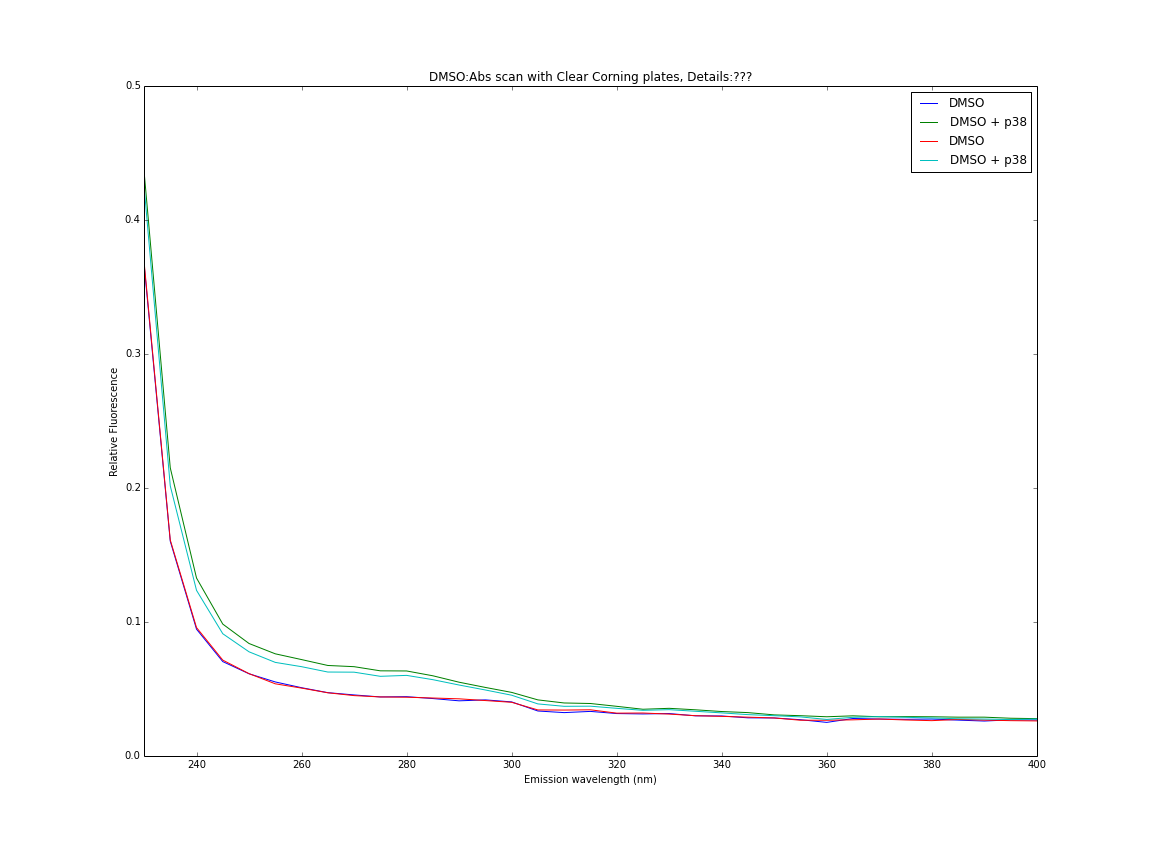 DMSO:Abs scan with Clear Corning plates, Details:???
0.5
0.4
0.3
0.2
0.1
0.0
Relative Fluorescence
DMSO
DMSO + p38
DMSO
DMSO + p38
240 260 280 300 320 340 360 380 400
Emission wavelength (nm)